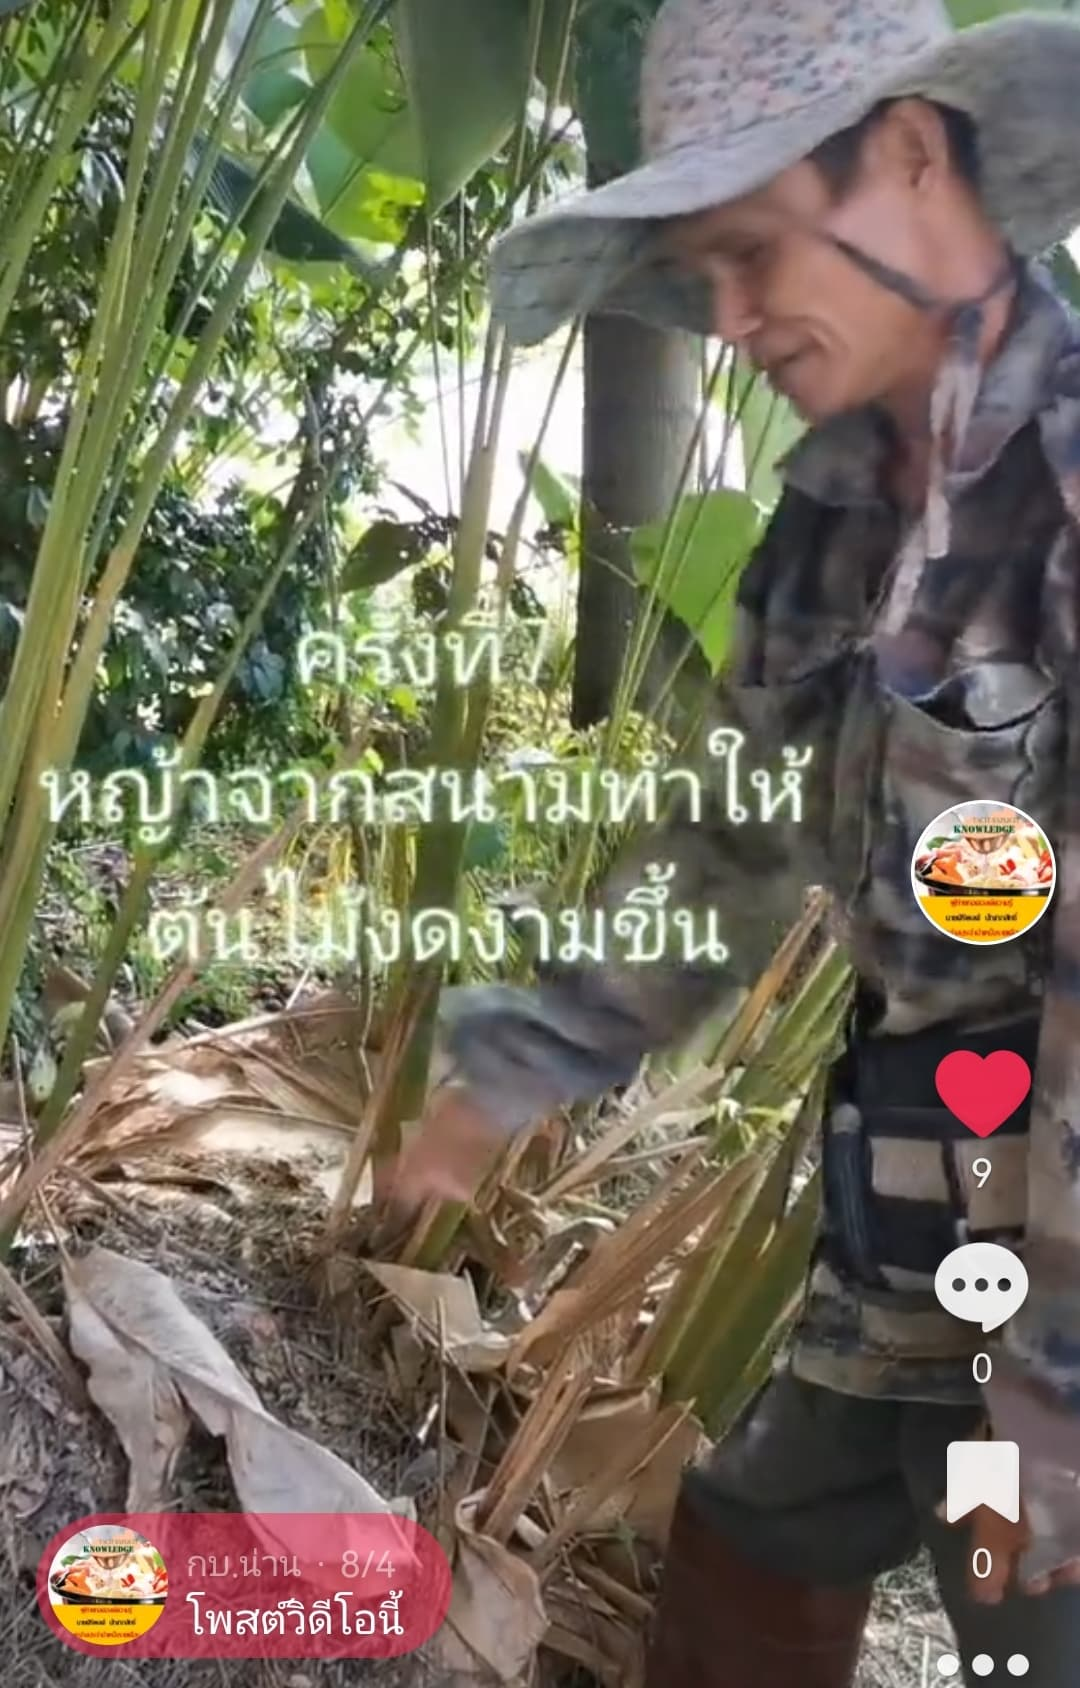 ครั้งที่ 7
หญ้าจากสนามทำให้
ต้นไม้งดงามขึ้น
KNOWLEDGE
9
0
0
KNOWLEDGE
กบ.น่าน · 8/4
โพสต์วิดีโอนี้